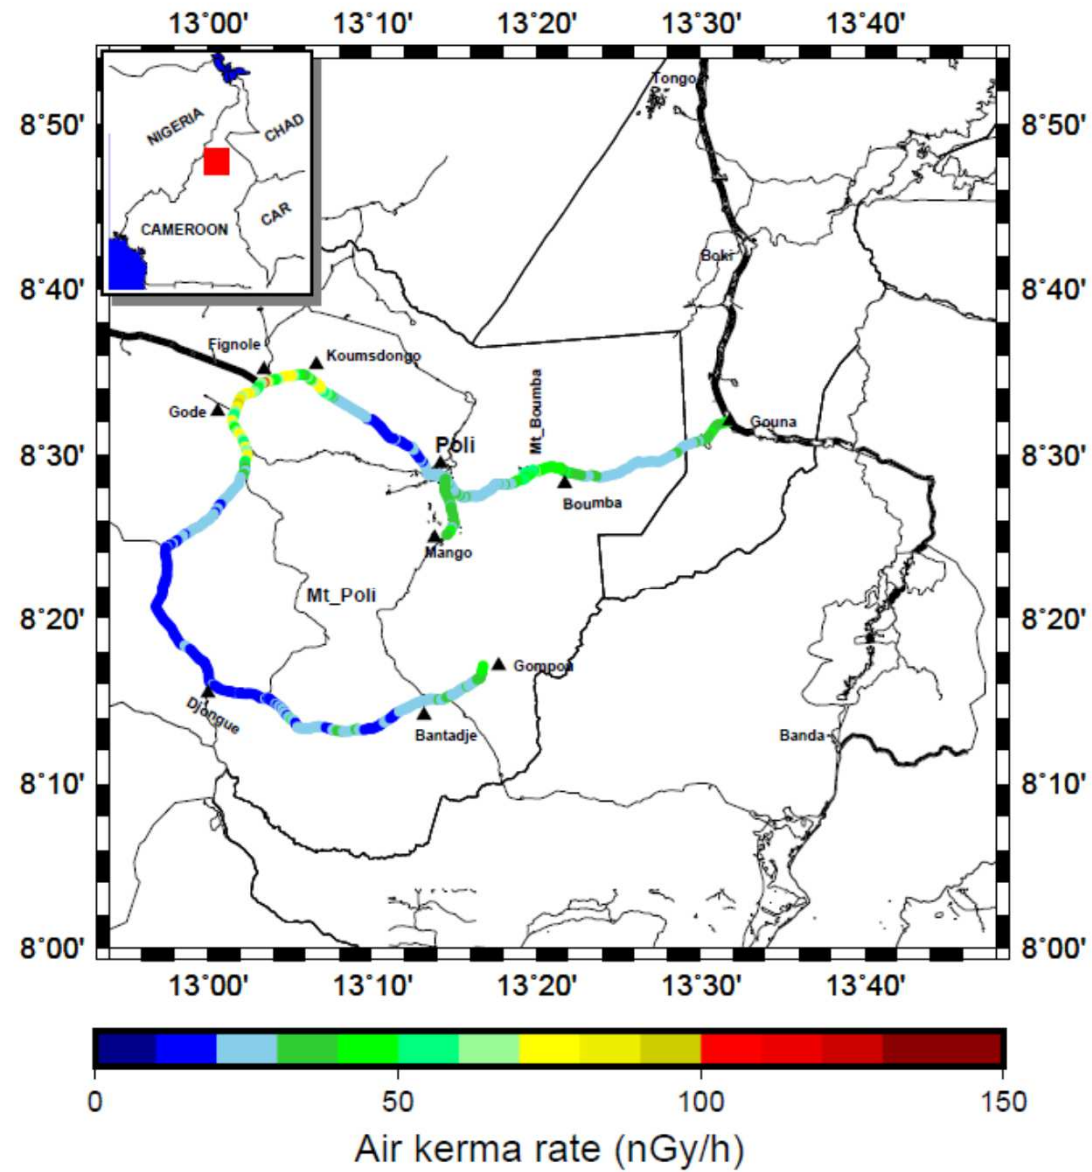 13°00' 13°10' 13°20' 13°30' 13°40'
Tongo
8°50' 8°50'
NIGERIA
CHAD
CAR
CAMEROON
Boki
8°40' 8°40'
Fignole
Koumsdongo
Mt_Boumba
Gode
Gouna
Poli
8°30' 8°30'
Boumba
Mango
Mt_Poli
8°20' 8°20'
Gompou
Djongue
Bantadje
Banda
8°10' 8°10'
8°00' 8°00'
13°00' 13°10' 13°20' 13°30' 13°40'
0 50 100 150
Air kerma rate (nGy/h)